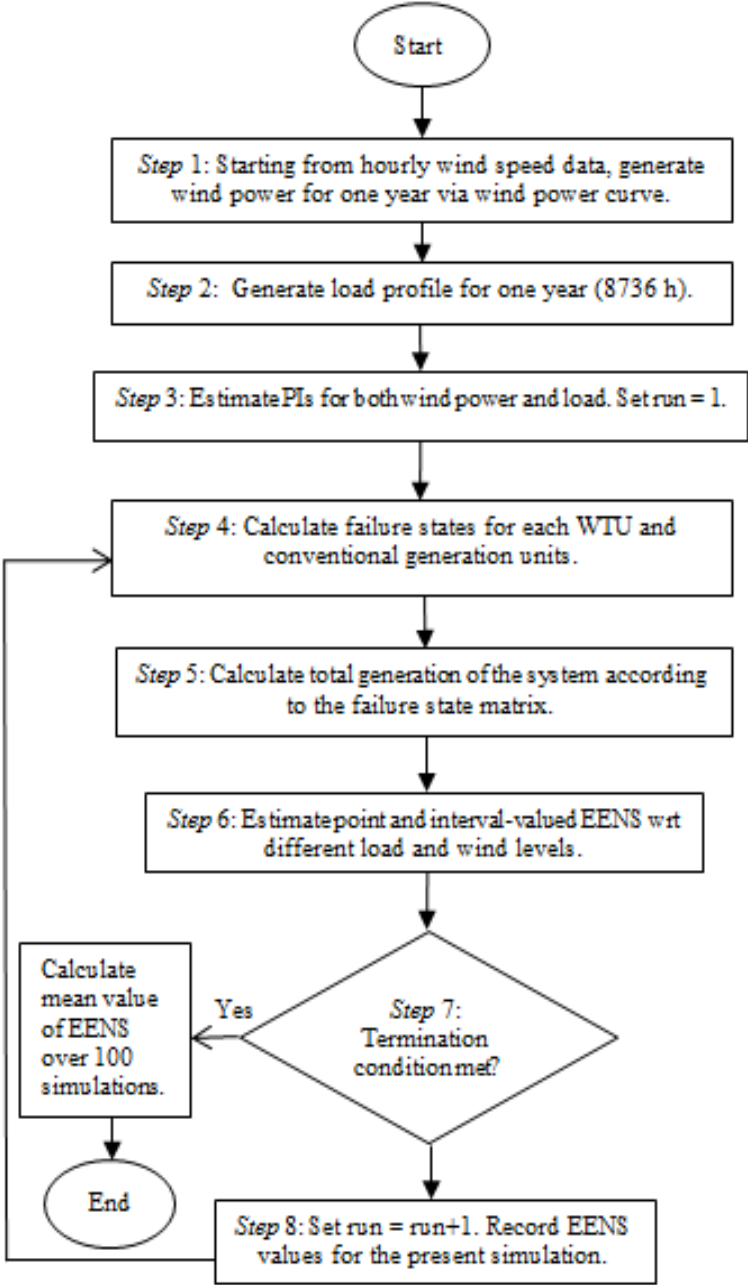 Start
Step 1: Starting from hourly wind speed data, generate
wind power for one year via wind power curve.
Step 2: Generate load profile for one year (8736 h).
Step 3: Estimate PIs for both wind power and load. Set run = 1.
Step 4: Calculate failure states for each WTU and
conventional generation units.
Step 5: Calculate total generation of the system according
to the failure state matrix.
Step 6: Estimate point and interval-valued EENS wrt
different load and wind levels.
Step 7:
Termination
condition met?
Yes
Calculate
mean value
of EENS
over 100
simulations.
End
Step 8: Set run = run+1. Record EENS
values for the present simulation.